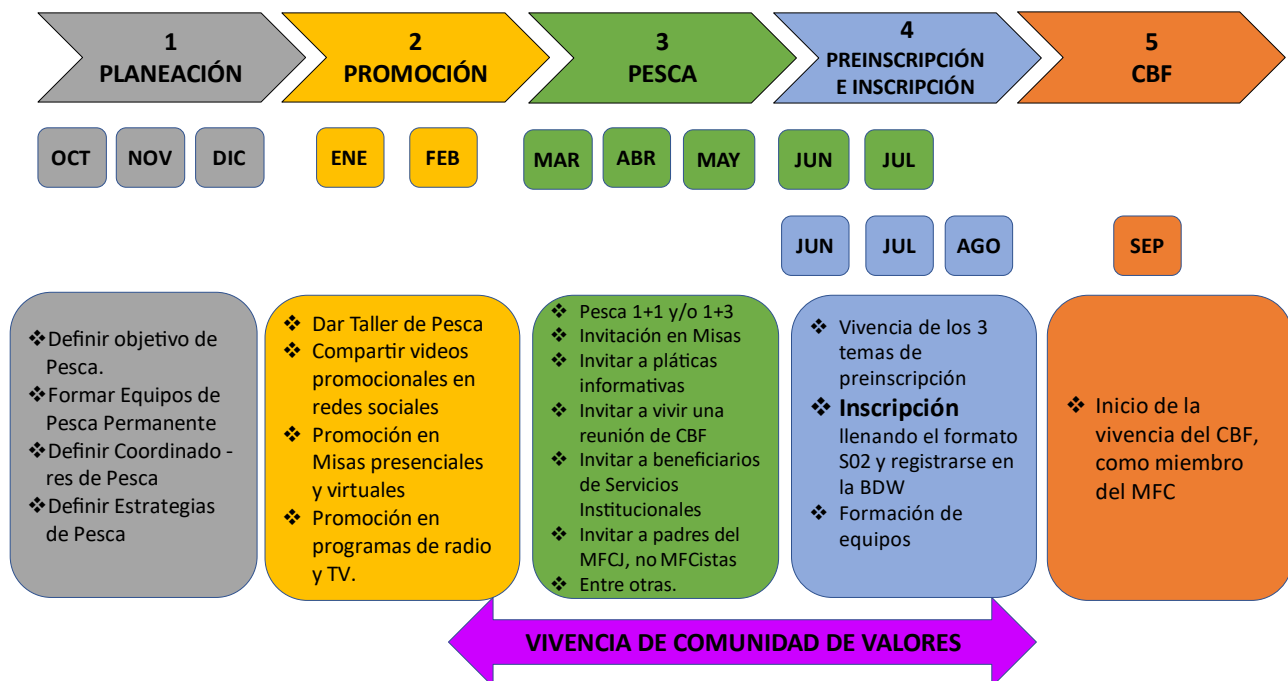 1
PLANEACIÓN
2
PROMOCIÓN
3
PESCA
4
PREINSCRIPCIÓN
E INSCRIPCIÓN
5
CBF
OCT
NOV
DIC
ENE
FEB
MAR
ABR
MAY
JUN
JUL
JUN
JUL
AGO
SEP
❖Definir objetivo de
Pesca.
❖Formar Equipos de
Pesca Permanente
❖Definir Coordinado -
res de Pesca
❖Definir Estrategias
de Pesca
❖ Dar Taller de Pesca
❖ Compartir videos
promocionales en
redes sociales
❖ Promoción en
Misas presenciales
y virtuales
❖ Promoción en
programas de radio
y TV.
❖ Pesca 1+1 y/o 1+3
❖ Invitación en Misas
❖ Invitar a pláticas
informativas
❖ Invitar a vivir una
reunión de CBF
❖ Invitar a beneficiarios
de Servicios
Institucionales
❖ Invitar a padres del
MFCJ, no MFCistas
❖ Entre otras.
❖ Vivencia de los 3
temas de
preinscripción
❖ Inscripción
llenando el formato
S02 y registrarse en
la BDW
❖ Formación de
equipos
❖ Inicio de la
vivencia del CBF,
como miembro
del MFC
VIVENCIA DE COMUNIDAD DE VALORES